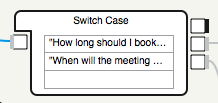 Switch Case
"How long should I book...
"When will the meeting ...